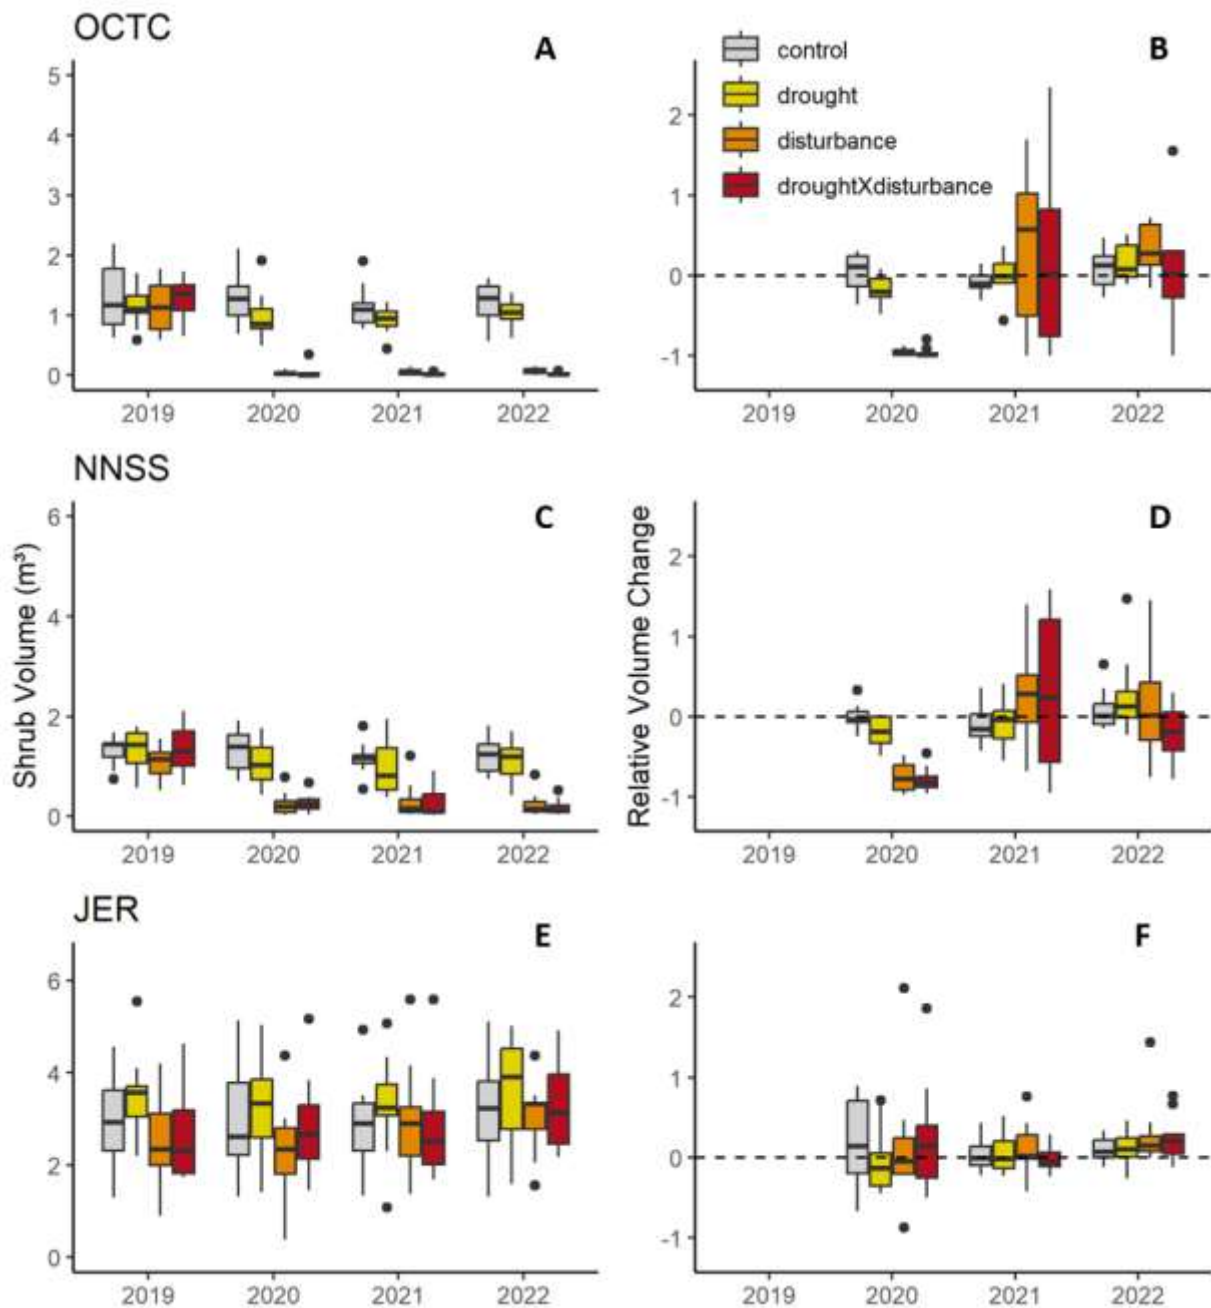 OCTC
A
5
4
3
2
1
0
2019 2020 2021 2022
B
control
drought
disturbance
droughtXdisturbance
2
1
0
-1
2019 2020 2021 2022
NNSS
C
Shrub Volume (m³)
6
4
2
0
2019 2020 2021 2022
D
Relative Volume Change
2
1
0
-1
2019 2020 2021 2022
JER
E
6
4
2
0
2019 2020 2021 2022
F
2
1
0
-1
2019 2020 2021 2022